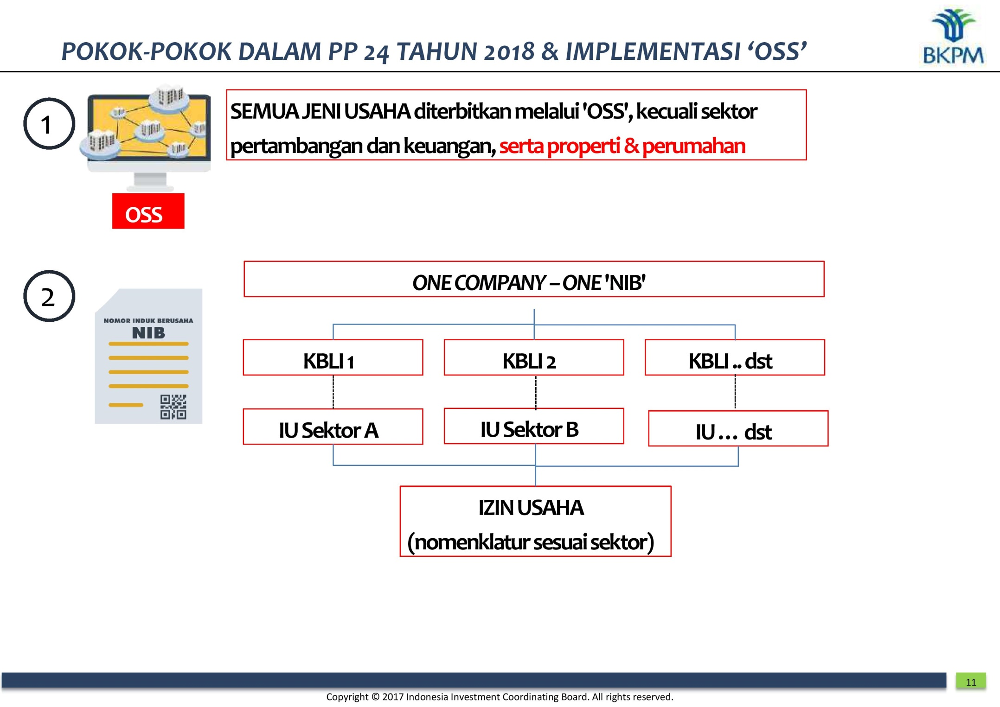 POKOK-POKOK DALAM PP 24 TAHUN 2018 & IMPLEMENTASI ‘OSS’
BKPM
1
SEMUA JENI USAHA diterbitkan melalui 'OSS', kecuali sektor
pertambangan dan keuangan, serta properti & perumahan
OSS
2
NOMOR INDUK BERUSAHA
NIB
ONE COMPANY – ONE 'NIB'
KBLI 1
KBLI 2
KBLI .. dst
IU Sektor A
IU Sektor B
IU ... dst
IZIN USAHA
(nomenklatur sesuai sektor)
11
Copyright © 2017 Indonesia Investment Coordinating Board. All rights reserved.